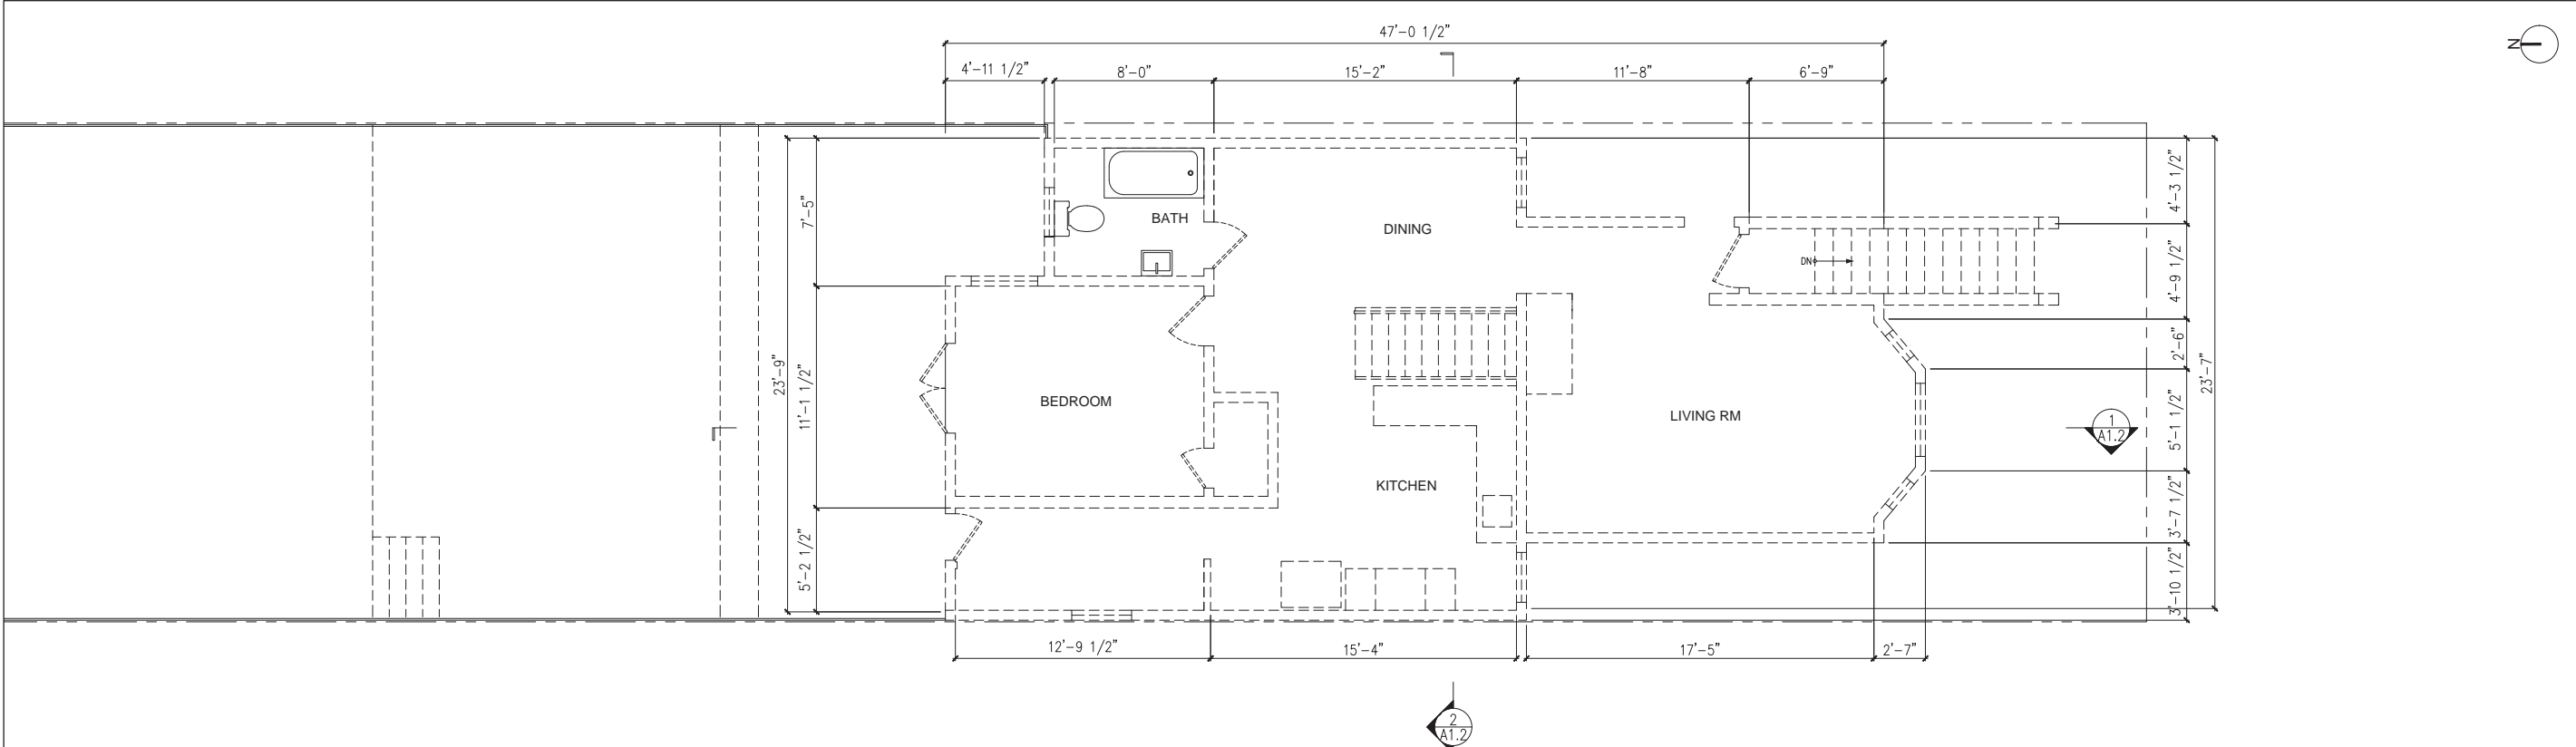 47'-0 1/2"
N
4'-11 1/2"
8'-0"
15'-2"
11'-8"
6'-9"
7'-5"
23'-9"
11'-1 1/2"
5'-2 1/2"
BATH
DINING
DN
BEDROOM
KITCHEN
LIVING RM
4'-3 1/2"
4'-9 1/2"
2'-6"
23'-7"
5'-1 1/2"
3'-7 1/2"
3'-10 1/2"
1
A1.2
12'-9 1/2"
15'-4"
17'-5"
2'-7"
2
A1.2